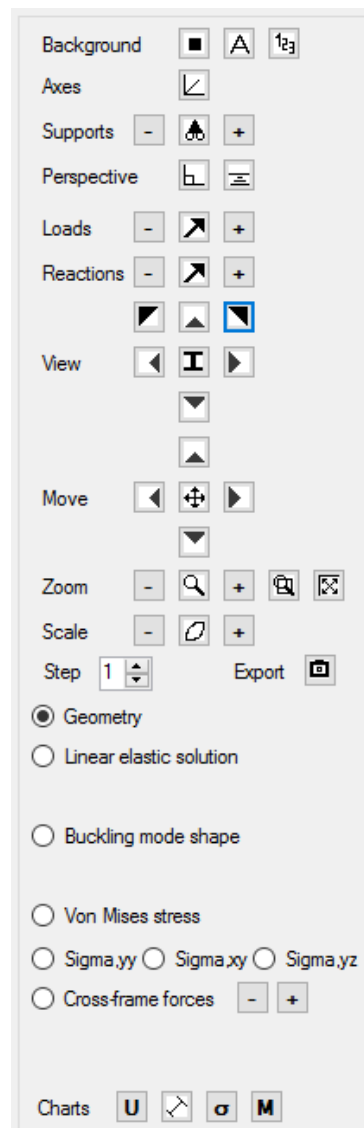 Background A 123
Axes
Supports - +
Perspective
Loads - +
Reactions - +
View
Move
Zoom - +
Scale - +
Step 1 Export
Geometry
Linear elastic solution
Buckling mode shape
Von Mises stress
Sigma,yy Sigma,xy Sigma,yz
Cross-frame forces - +
Charts U σ M